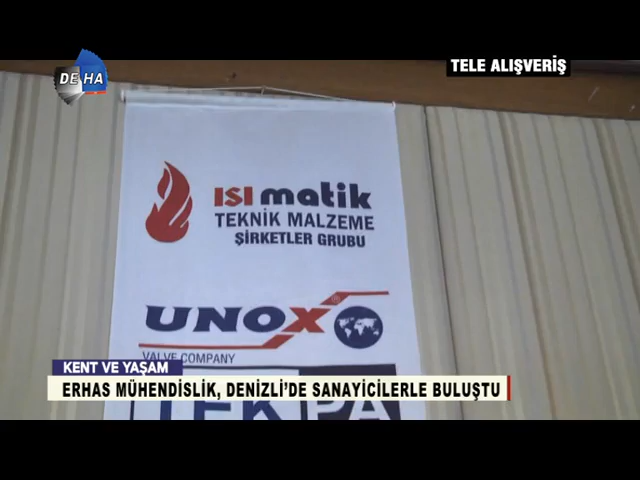 DEHA
TELE ALIŞVERİŞ
ISI matik
TEKNİK MALZEME
ŞİRKETLER GRUBU
UNOX®
VALVE COMPANY
KENT VE YAŞAM
TEKPA
ERHAS MÜHENDİSLİK, DENİZLİ'DE SANAYİCİLERLE BULUŞTU